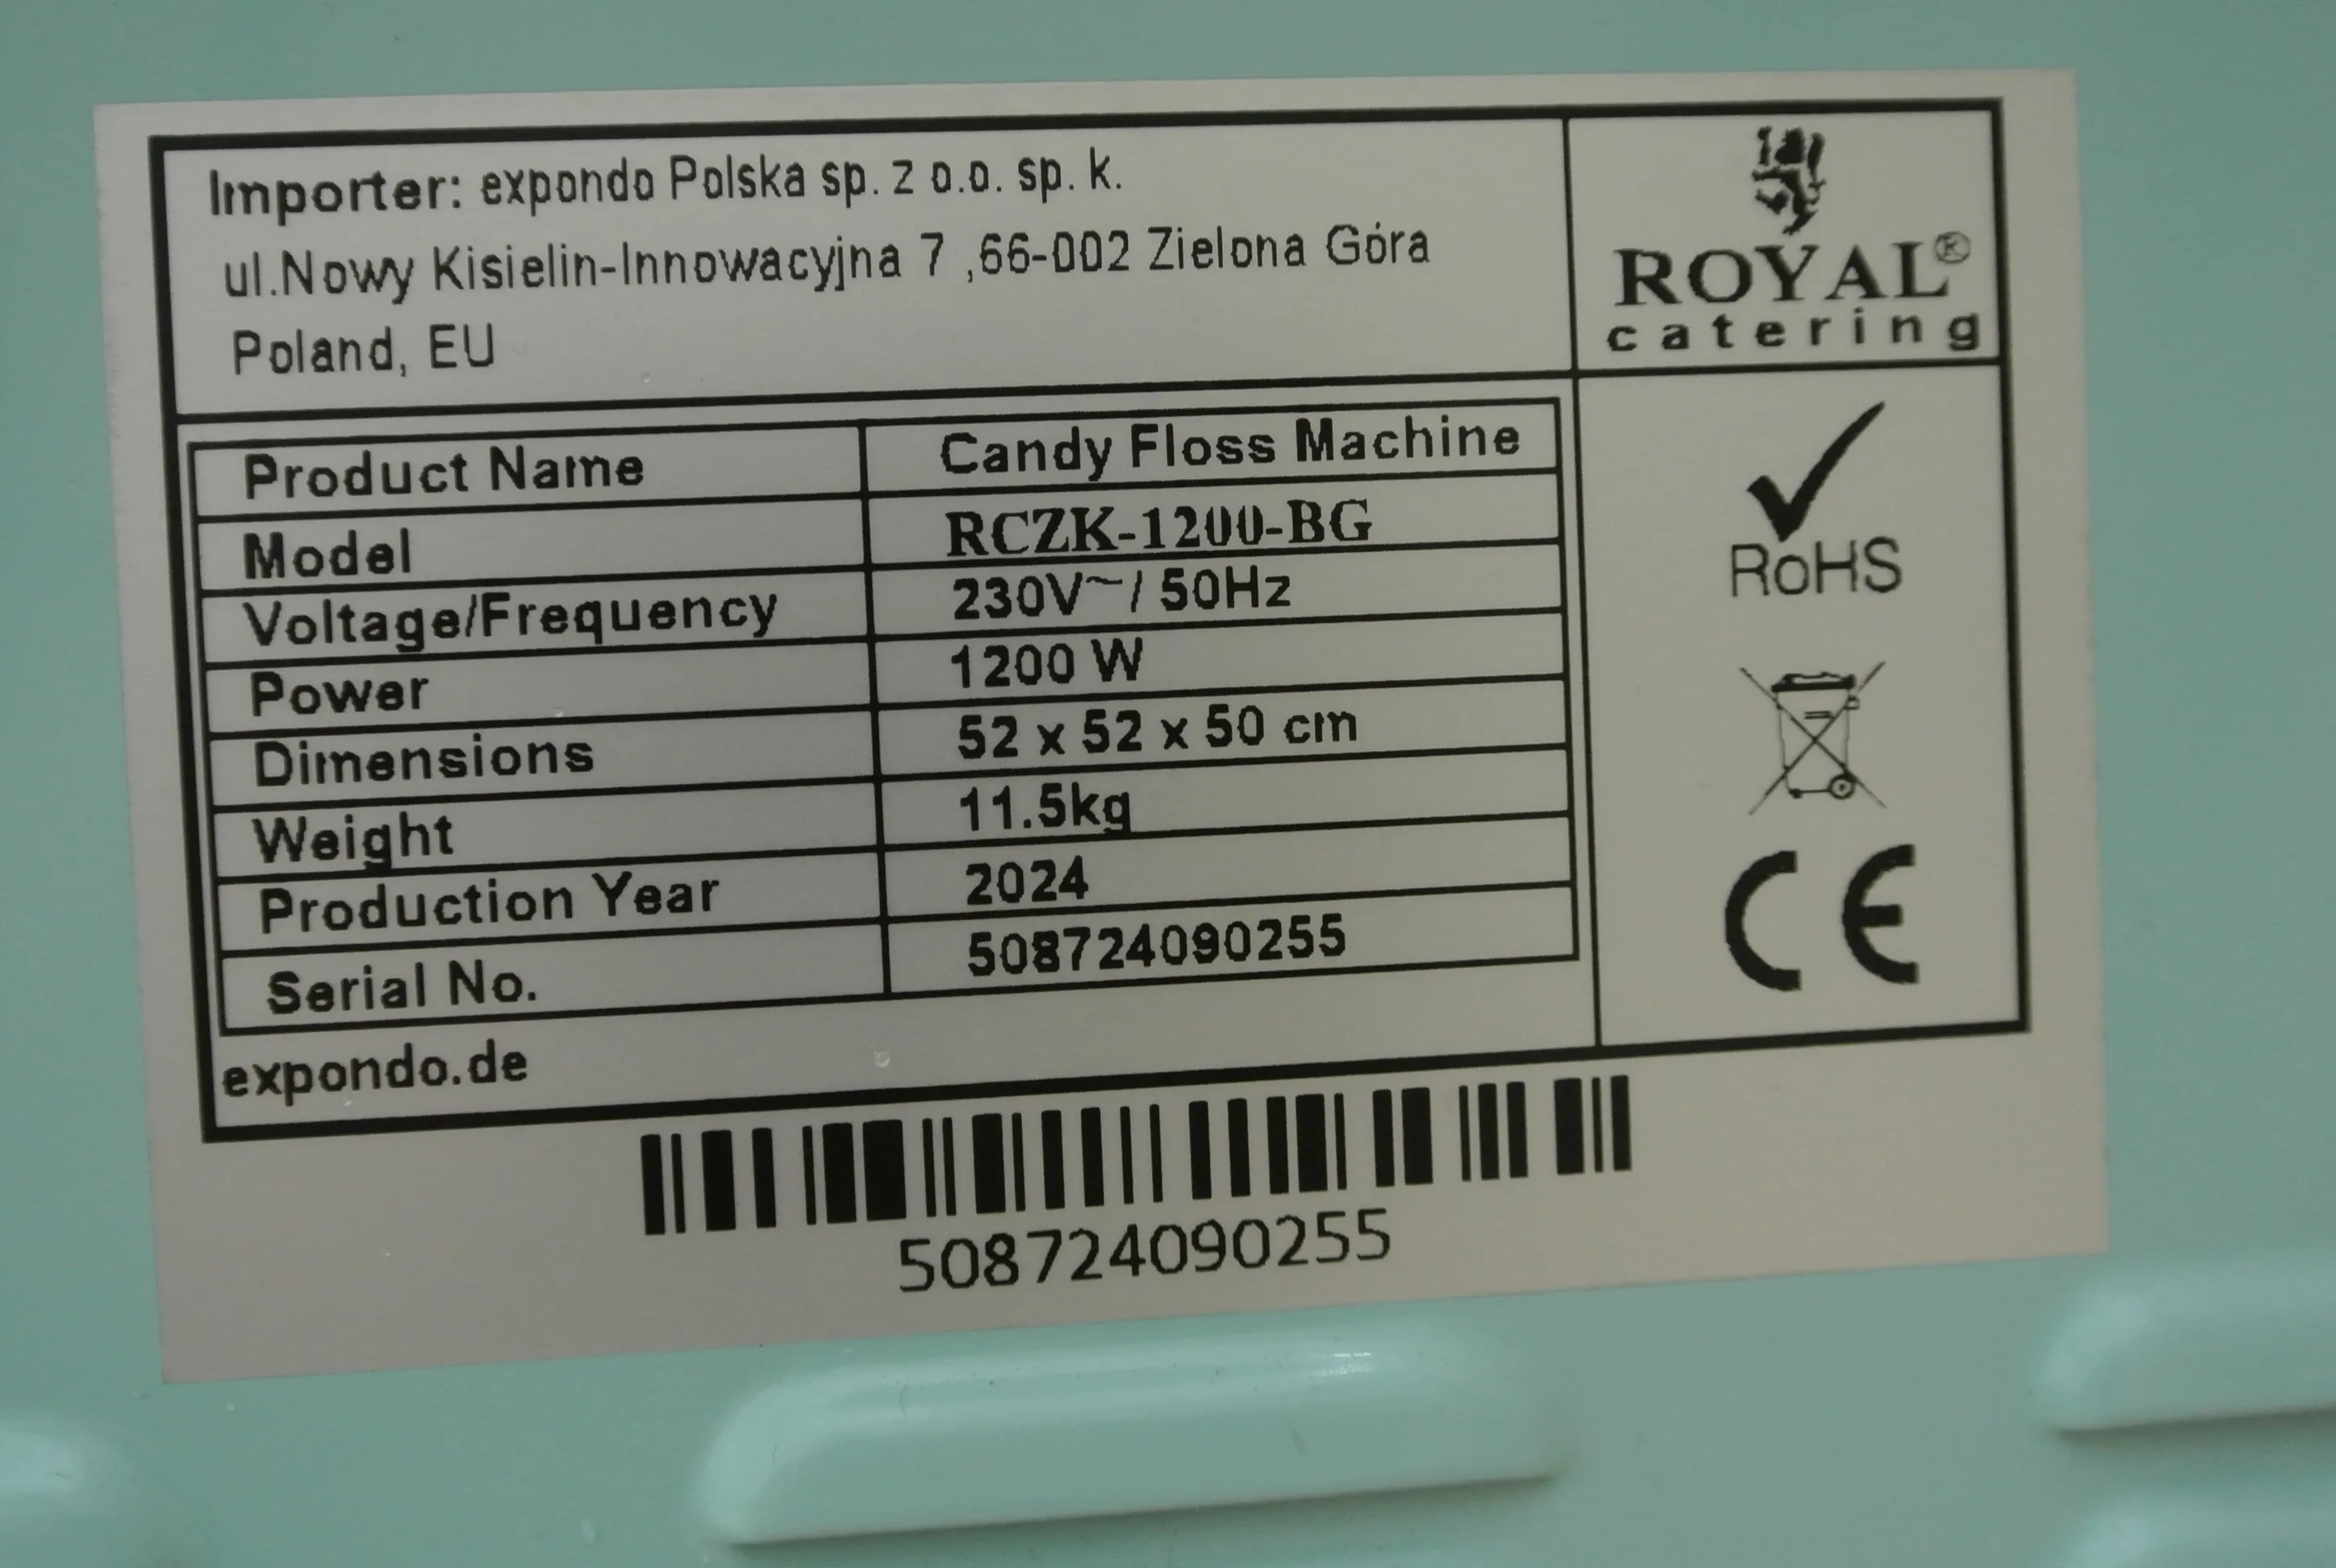 Importer: expondo Polska sp. z o.o. sp. k.
ul.Nowy Kisielin-Innowacyjna 7 ,66-002 Zielona Góra
Poland, EU
ROYAL®
catering
Product Name Candy Floss Machine
Model RCZK-1200-BG
Voltage/Frequency 230V~/ 50Hz
Power 1200 W
Dimensions 52 x 52 x 50 cm
Weight 11.5kg
Production Year 2024
Serial No. 508724090255
expondo.de
RoHS
CE
508724090255